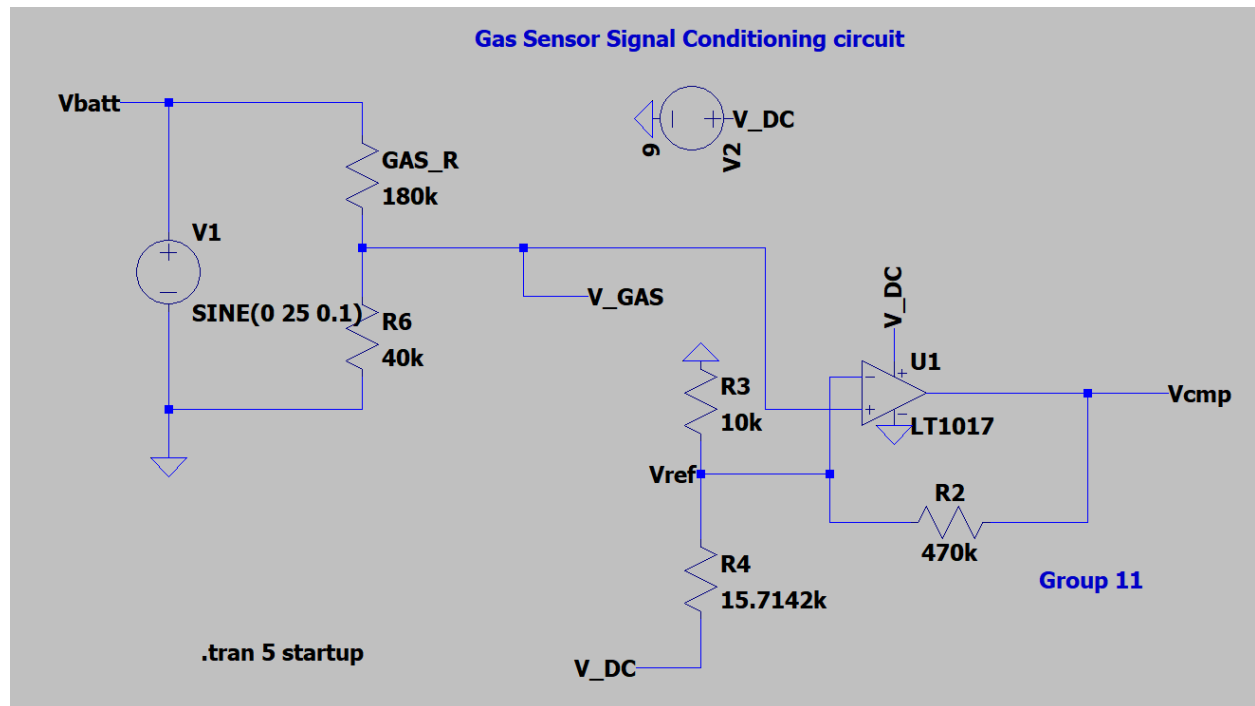 Gas Sensor Signal Conditioning circuit
Vbatt
V_DC
9
V2
GAS_R
180k
V1
SINE(0 25 0.1)
R6
40k
V_GAS
V_DC
U1
LT1017
Vcmp
R3
10k
Vref
R2
470k
R4
15.7142k
Group 11
.tran 5 startup
V_DC